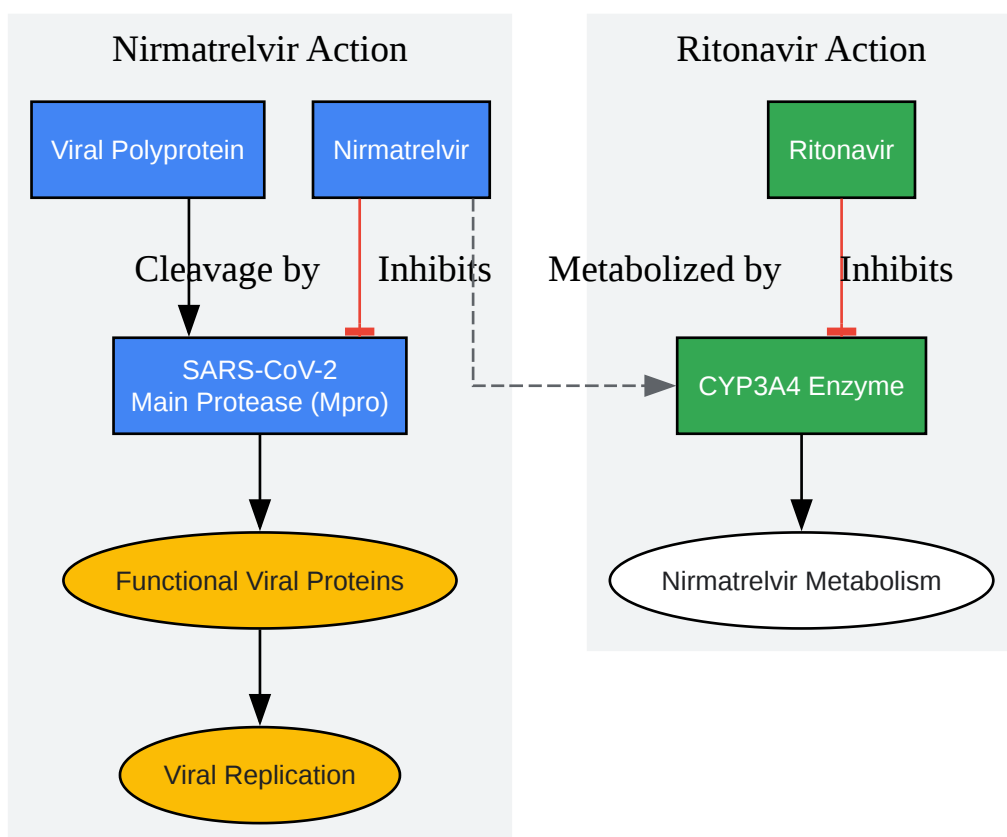 Nirmatrelvir Action
Ritonavir Action
Viral Polyprotein
Nirmatrelvir
Ritonavir
Cleavage by
Inhibits
Metabolized by
Inhibits
SARS-CoV-2
Main Protease (Mpro)
CYP3A4 Enzyme
Functional Viral Proteins
Nirmatrelvir Metabolism
Viral Replication